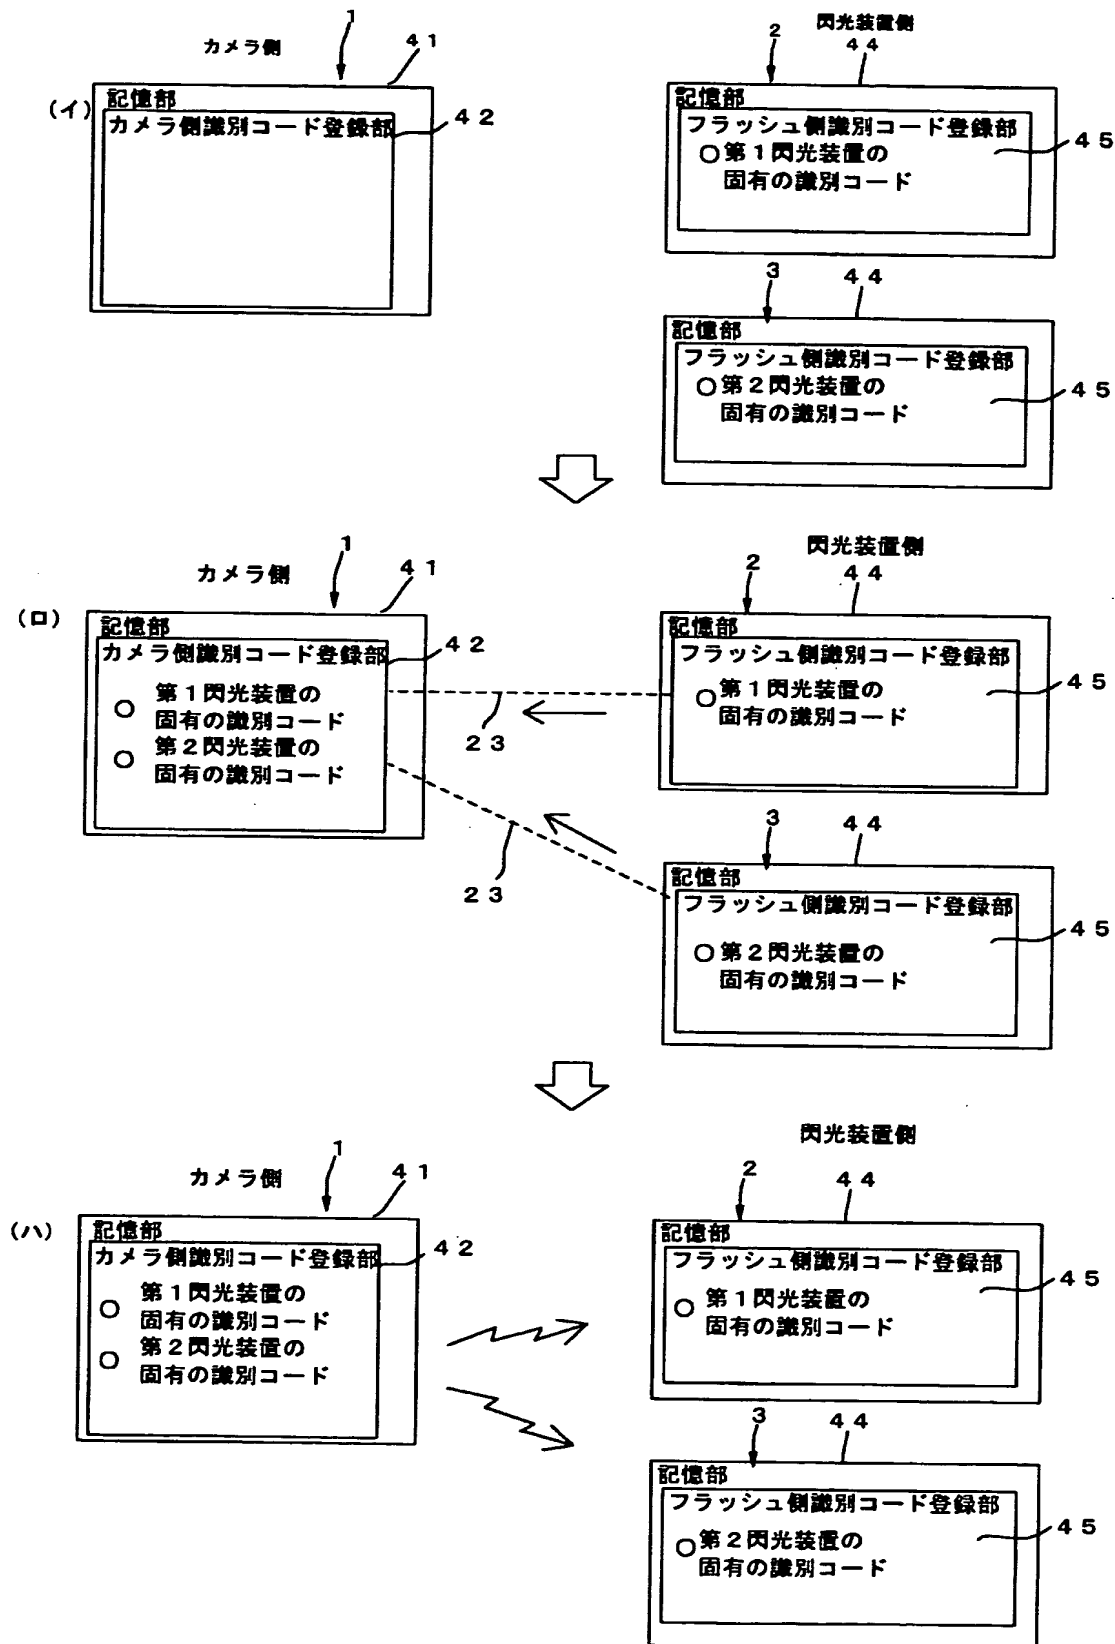 カメラ側
1
41
(イ)
記憶部
カメラ側識別コード登録部
42
閃光装置側
2
44
記憶部
フラッシュ側識別コード登録部
○第1閃光装置の
固有の識別コード
45
3
44
記憶部
フラッシュ側識別コード登録部
○第2閃光装置の
固有の識別コード
45
(ロ)
カメラ側
1
41
記憶部
カメラ側識別コード登録部
42
○ 第1閃光装置の
固有の識別コード
○ 第2閃光装置の
固有の識別コード
23
23
閃光装置側
2
44
記憶部
フラッシュ側識別コード登録部
○第1閃光装置の
固有の識別コード
45
3
44
記憶部
フラッシュ側識別コード登録部
○第2閃光装置の
固有の識別コード
45
(ハ)
カメラ側
1
41
記憶部
カメラ側識別コード登録部
42
○ 第1閃光装置の
固有の識別コード
○ 第2閃光装置の
固有の識別コード
閃光装置側
2
44
記憶部
フラッシュ側識別コード登録部
○第1閃光装置の
固有の識別コード
45
3
44
記憶部
フラッシュ側識別コード登録部
○第2閃光装置の
固有の識別コード
45